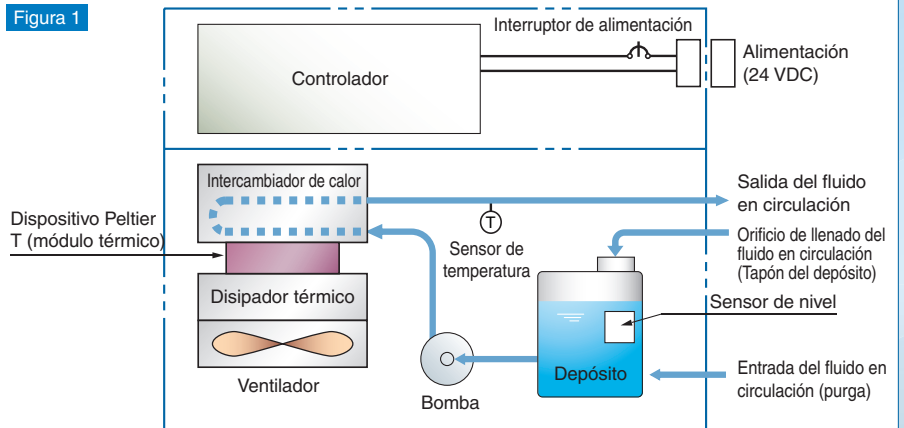 Figura 1
Interruptor de alimentación
Controlador
Alimentación
(24 VDC)
Intercambiador de calor
Salida del fluido
en circulación
Dispositivo Peltier
T (módulo térmico)
T
Sensor de
temperatura
Orificio de llenado del
fluido en circulación
(Tapón del depósito)
Disipador térmico
Sensor de nivel
Ventilador
Bomba
Depósito
Entrada del fluido en
circulación (purga)